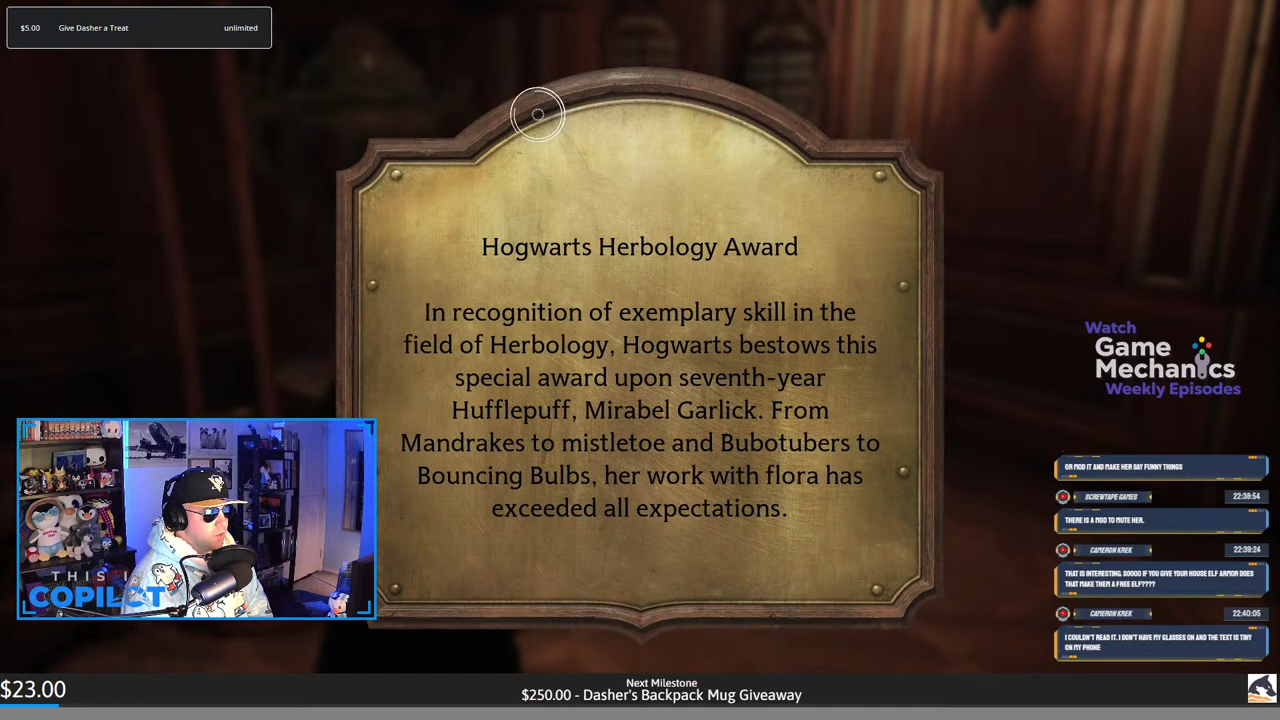 $5.00 Give Dasher a Treat unlimited
Hogwarts Herbology Award
In recognition of exemplary skill in the
field of Herbology, Hogwarts bestows this
special award upon seventh-year
Hufflepuff, Mirabel Garlick. From
Mandrakes to mistletoe and Bubotubers to
Bouncing Bulbs, her work with flora has
exceeded all expectations.
Watch
Game
Mechanics
Weekly Episodes
OR MOD IT AND MAKE HER SAY FUNNY THINGS
SCREWTAPE GAMES 22:38:54
THERE IS A MOD TO MUTE HER.
CAMERON KREK 22:39:24
THAT IS INTERESTING. SOOOO IF YOU GIVE YOUR HOUSE ELF ARMOR DOES
THAT MAKE THEM A FREE ELF????
CAMERON KREK 22:40:05
I COULDN'T READ IT. I DON'T HAVE MY GLASSES ON AND THE TEXT IS TINY
ON MY PHONE
THIS I
COPILOT
$23.00
Next Milestone
$250.00 - Dasher's Backpack Mug Giveaway